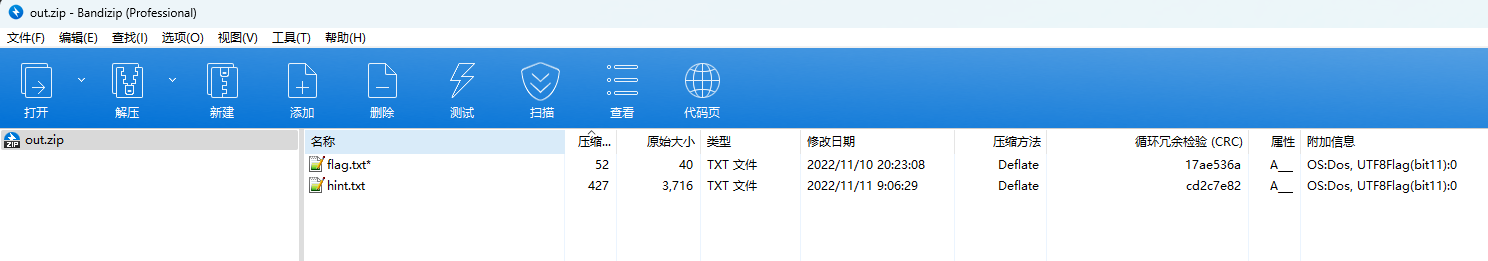 out.zip - Bandizip (Professional)
文件(F) 编辑(E) 查找(I) 选项(O) 视图(V) 工具(T) 帮助(H)
打开 解压 新建 添加 删除 测试 扫描 查看 代码页
out.zip
名称 压缩... 原始大小 类型 修改日期 压缩方法 循环冗余检验 (CRC) 属性 附加信息
flag.txt* 52 40 TXT 文件 2022/11/10 20:23:08 Deflate 17ae536a A__ OS:Dos, UTF8Flag(bit11):0
hint.txt 427 3,716 TXT 文件 2022/11/11 9:06:29 Deflate cd2c7e82 A__ OS:Dos, UTF8Flag(bit11):0